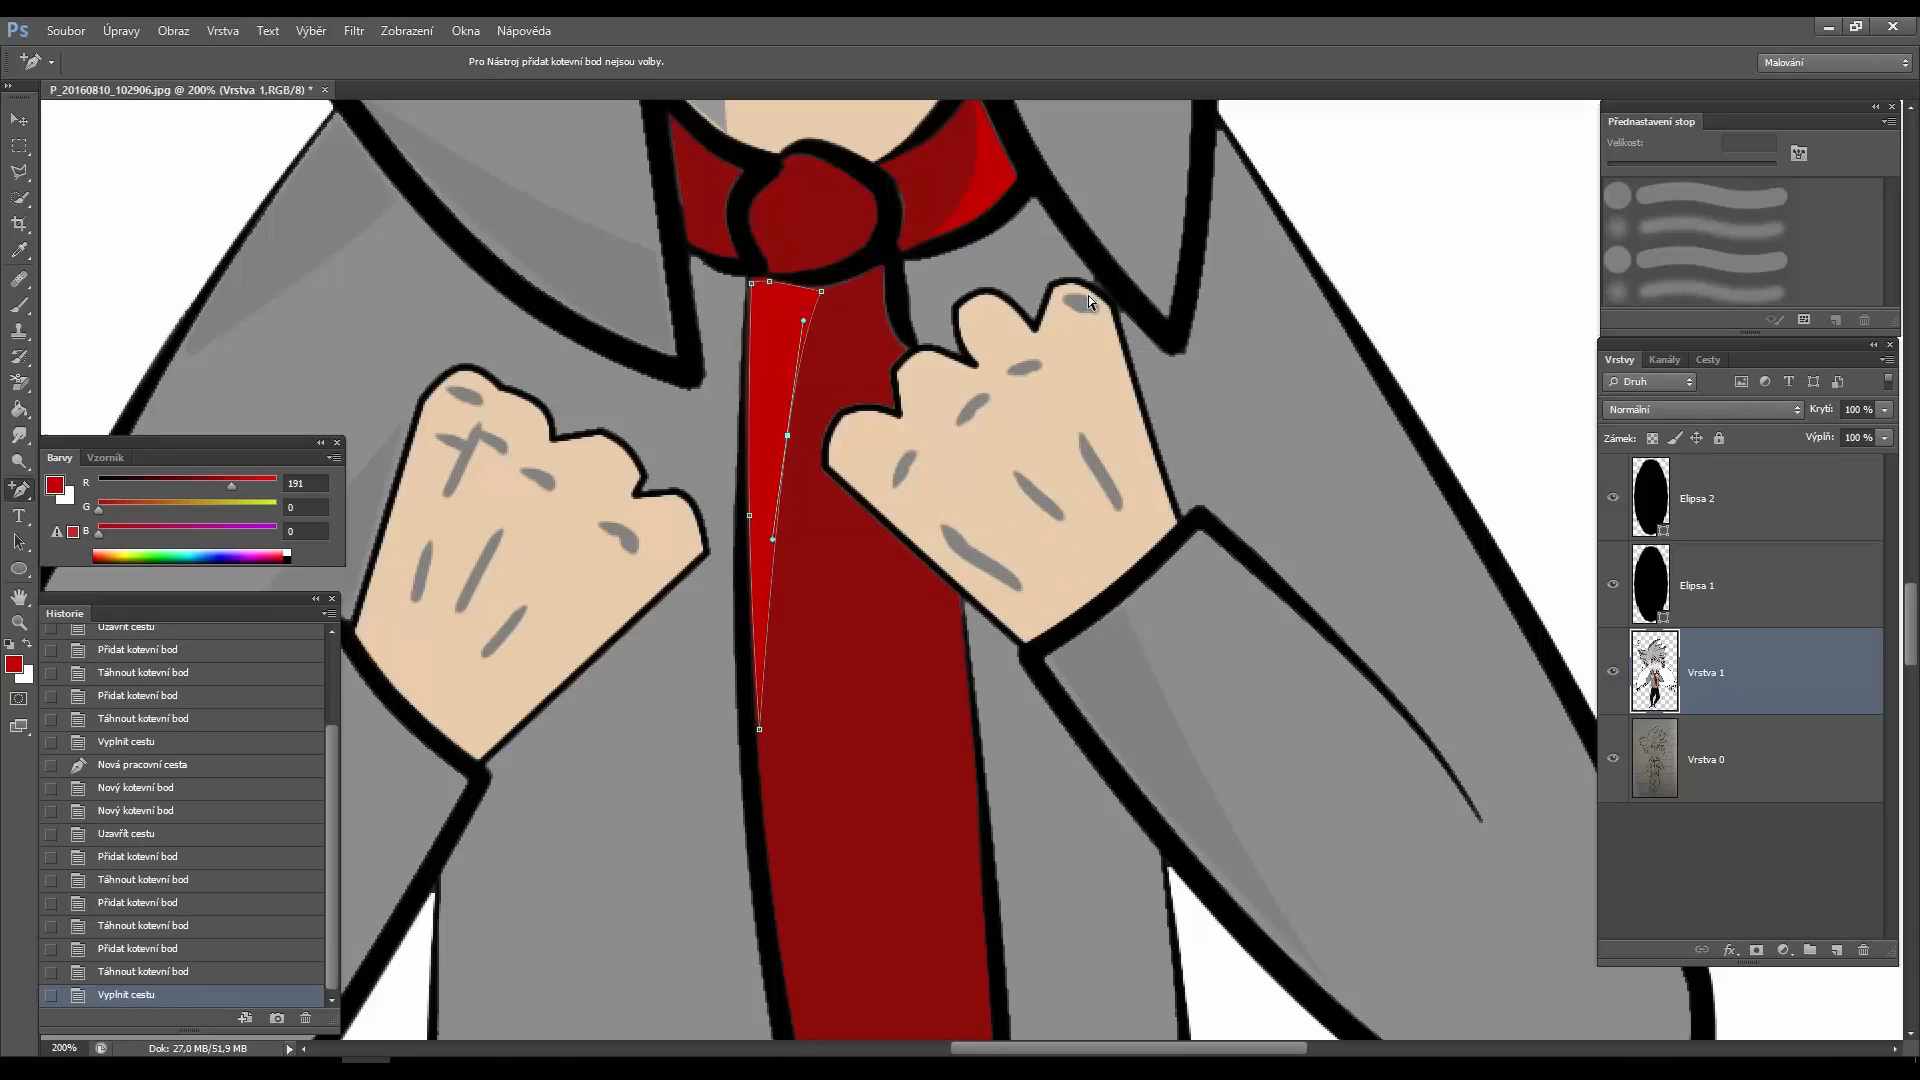 Ps Soubor Úpravy Obraz Vrstva Text Výběr Filtr Zobrazení Okna Nápověda
Pro Nástroj přidat kotevní bod nejsou volby.
Malování
P_20160810_102906.jpg @ 200% (Vrstva 1,RGB/8) * ×
Přednastavení stop
Velikost:
Vrstvy Kanály Cesty
Druh
Normální Krytí: 100 %
Zámek: Výplň: 100 %
Elipsa 2
Elipsa 1
Vrstva 1
Vrstva 0
Barvy Vzorník
R 191
G 0
B 0
Historie
Uzavřít cestu
Přidat kotevní bod
Táhnout kotevní bod
Přidat kotevní bod
Táhnout kotevní bod
Vyplnit cestu
Nová pracovní cesta
Nový kotevní bod
Nový kotevní bod
Uzavřít cestu
Přidat kotevní bod
Táhnout kotevní bod
Přidat kotevní bod
Táhnout kotevní bod
Přidat kotevní bod
Táhnout kotevní bod
Vyplnit cestu
200% Dok: 27,0 MB/51,9 MB